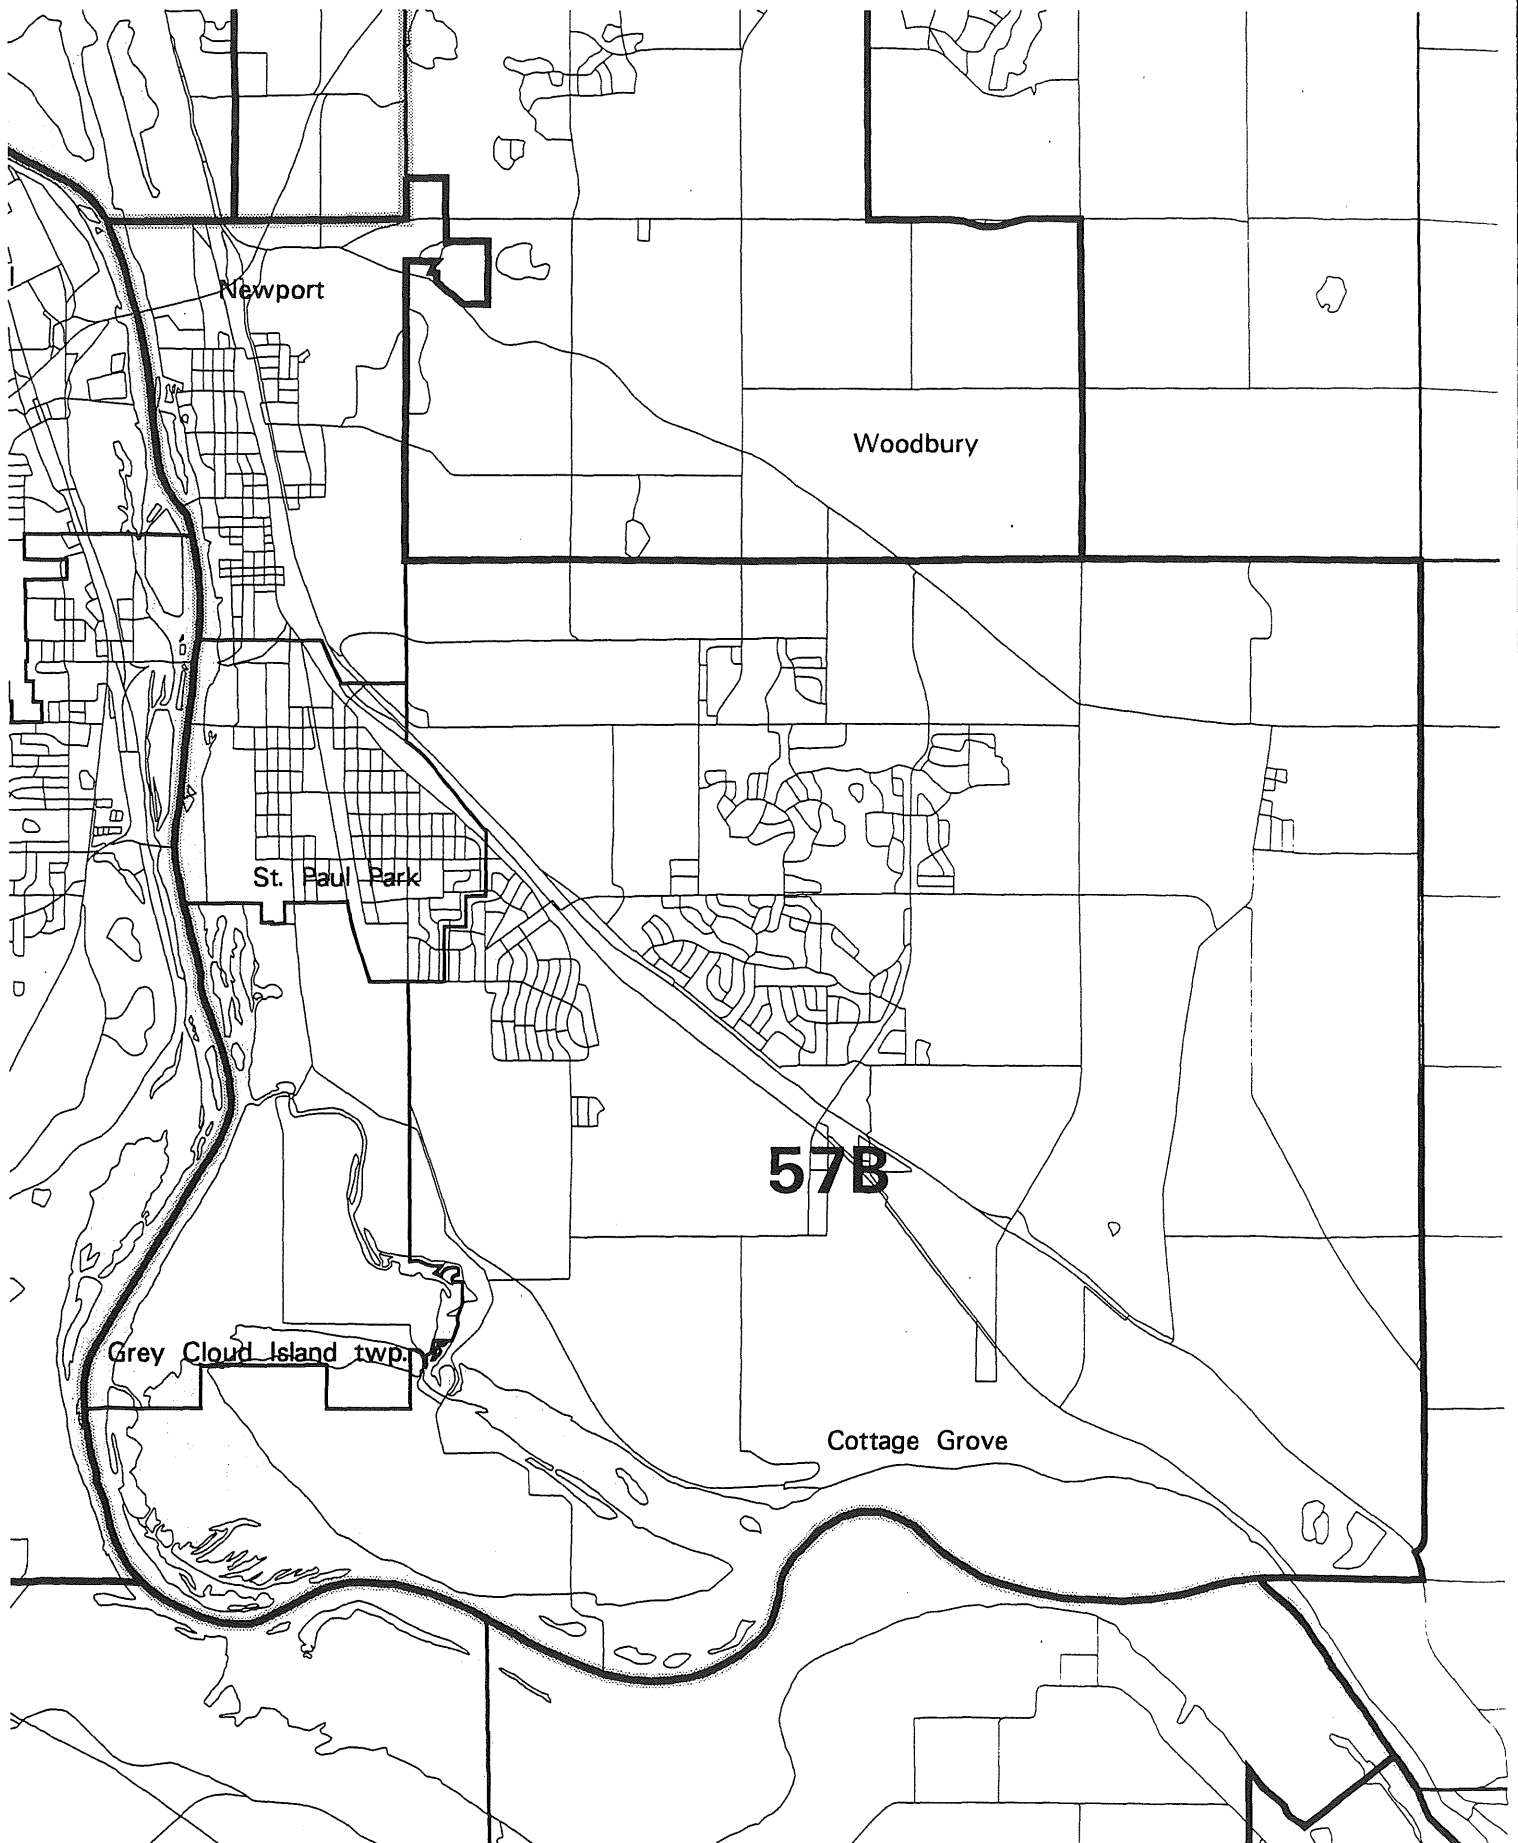 Newport
Woodbury
St. Paul Park
57B
Grey Cloud Island twp.
Cottage Grove